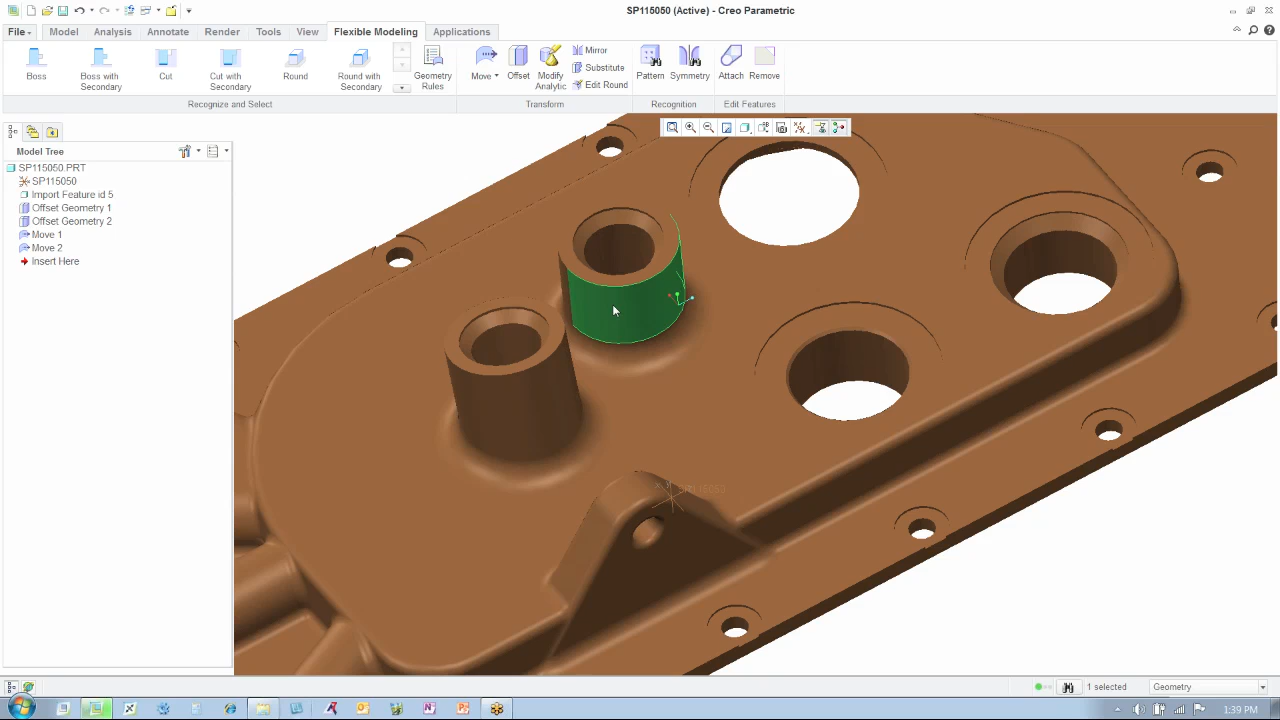 SP115050 (Active) - Creo Parametric
File Model Analysis Annotate Render Tools View Flexible Modeling Applications
Boss
Boss with Secondary
Cut
Cut with Secondary
Round
Round with Secondary
Geometry Rules
Move
Offset
Modify Analytic
Mirror
Substitute
Edit Round
Pattern
Symmetry
Attach
Remove
Recognize and Select
Transform
Recognition
Edit Features
Model Tree
SP115050.PRT
SP115050
Import Feature id 5
Offset Geometry 1
Offset Geometry 2
Move 1
Move 2
Insert Here
1 selected
Geometry
1:39 PM